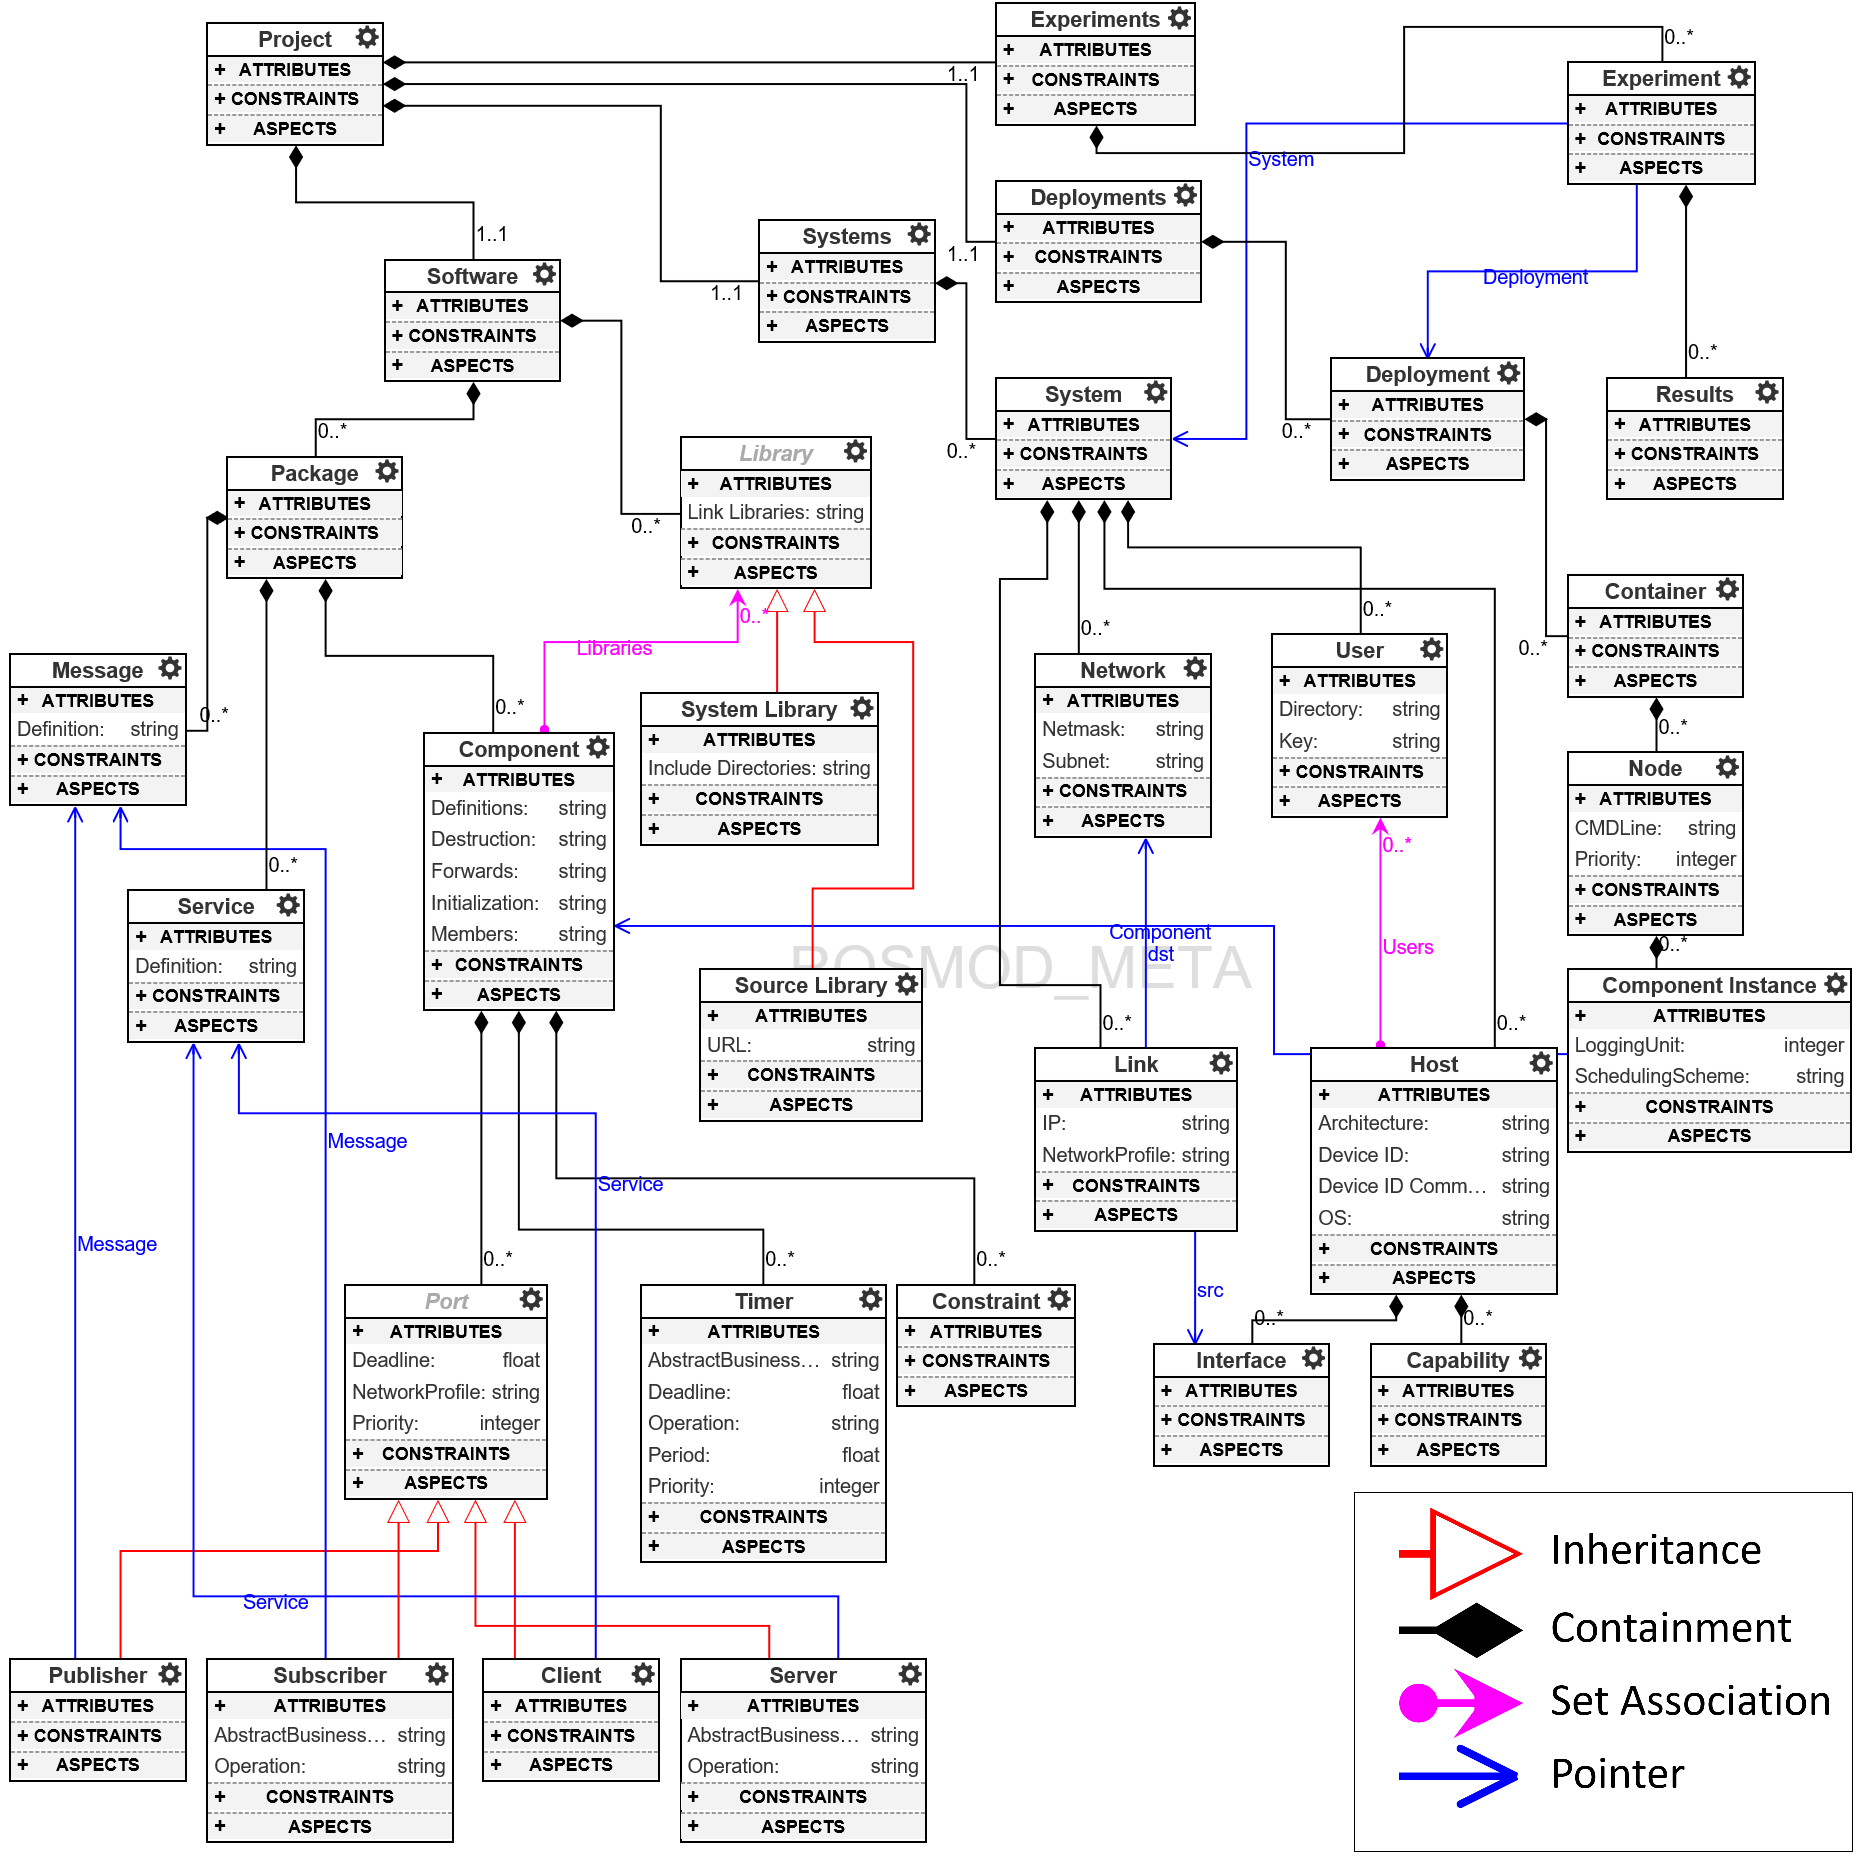 Project
+ ATTRIBUTES
+ CONSTRAINTS
+ ASPECTS
Experiments
+ ATTRIBUTES
+ CONSTRAINTS
+ ASPECTS
1..1
0..*
Experiment
+ ATTRIBUTES
+ CONSTRAINTS
+ ASPECTS
System
Deployments
+ ATTRIBUTES
+ CONSTRAINTS
+ ASPECTS
1..1
Systems
+ ATTRIBUTES
+ CONSTRAINTS
+ ASPECTS
1..1
1..1
Software
+ ATTRIBUTES
+ CONSTRAINTS
+ ASPECTS
Deployment
0..*
Deployment
+ ATTRIBUTES
+ CONSTRAINTS
+ ASPECTS
0..*
Results
+ ATTRIBUTES
+ CONSTRAINTS
+ ASPECTS
System
+ ATTRIBUTES
+ CONSTRAINTS
+ ASPECTS
0..*
0..*
Package
+ ATTRIBUTES
+ CONSTRAINTS
+ ASPECTS
Library
+ ATTRIBUTES
Link Libraries: string
+ CONSTRAINTS
+ ASPECTS
0..*
0..*
Libraries
Container
+ ATTRIBUTES
+ CONSTRAINTS
+ ASPECTS
0..*
Message
+ ATTRIBUTES
Definition: string
+ CONSTRAINTS
+ ASPECTS
0..*
0..*
Component
+ ATTRIBUTES
Definitions: string
Destruction: string
Forwards: string
Initialization: string
Members: string
+ CONSTRAINTS
+ ASPECTS
System Library
+ ATTRIBUTES
Include Directories: string
+ CONSTRAINTS
+ ASPECTS
0..*
Network
+ ATTRIBUTES
Netmask: string
Subnet: string
+ CONSTRAINTS
+ ASPECTS
0..*
User
+ ATTRIBUTES
Directory: string
Key: string
+ CONSTRAINTS
+ ASPECTS
0..*
0..*
Node
+ ATTRIBUTES
CMDLine: string
Priority: integer
+ CONSTRAINTS
+ ASPECTS
0..*
0..*
Service
+ ATTRIBUTES
Definition: string
+ CONSTRAINTS
+ ASPECTS
Component
dst
Users
ROSMOD_META
Source Library
+ ATTRIBUTES
URL: string
+ CONSTRAINTS
+ ASPECTS
Component Instance
+ ATTRIBUTES
LoggingUnit: integer
SchedulingScheme: string
+ CONSTRAINTS
+ ASPECTS
0..*
Link
+ ATTRIBUTES
IP: string
NetworkProfile: string
+ CONSTRAINTS
+ ASPECTS
0..*
Host
+ ATTRIBUTES
Architecture: string
Device ID: string
Device ID Comm... string
OS: string
+ CONSTRAINTS
+ ASPECTS
Message
Service
Message
0..*
0..*
0..*
src
0..*
0..*
Port
+ ATTRIBUTES
Deadline: float
NetworkProfile: string
Priority: integer
+ CONSTRAINTS
+ ASPECTS
Timer
+ ATTRIBUTES
AbstractBusiness... string
Deadline: float
Operation: string
Period: float
Priority: integer
+ CONSTRAINTS
+ ASPECTS
Constraint
+ ATTRIBUTES
+ CONSTRAINTS
+ ASPECTS
Interface
+ ATTRIBUTES
+ CONSTRAINTS
+ ASPECTS
Capability
+ ATTRIBUTES
+ CONSTRAINTS
+ ASPECTS
Service
Publisher
+ ATTRIBUTES
+ CONSTRAINTS
+ ASPECTS
Subscriber
+ ATTRIBUTES
AbstractBusiness... string
Operation: string
+ CONSTRAINTS
+ ASPECTS
Client
+ ATTRIBUTES
+ CONSTRAINTS
+ ASPECTS
Server
+ ATTRIBUTES
AbstractBusiness... string
Operation: string
+ CONSTRAINTS
+ ASPECTS
Inheritance
Containment
Set Association
Pointer